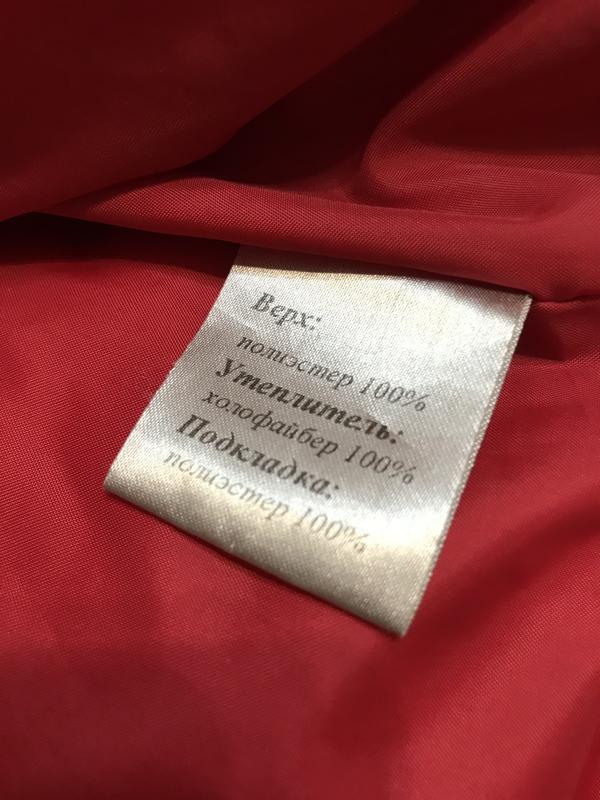 Верх:
полиэстер 100%
Утеплитель:
холофайбер 100%
Подкладка:
полиэстер 100%